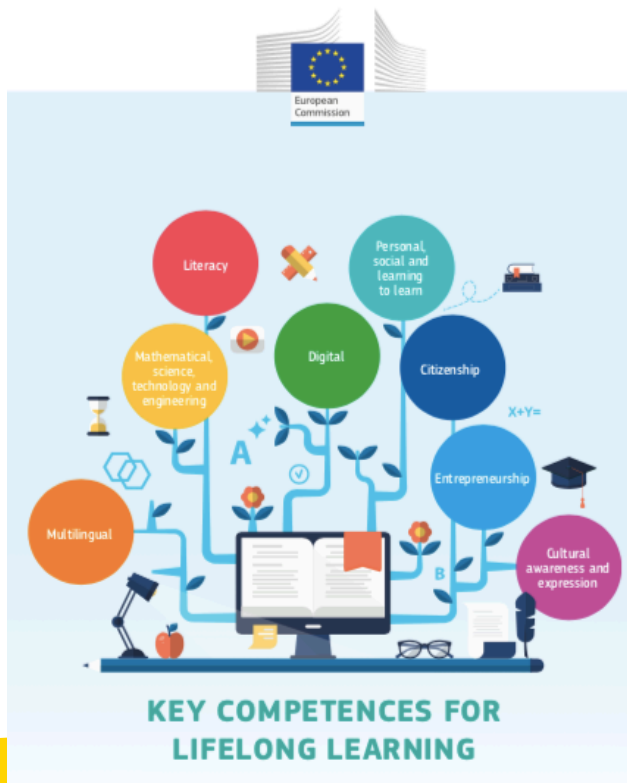 European
Commission
Literacy
Personal,
social and
learning
to learn
Mathematical,
science,
technology and
engineering
Digital
Citizenship
X+Y=
A
Entrepreneurship
Multilingual
B
Cultural
awareness and
expression
KEY COMPETENCES FOR
LIFELONG LEARNING